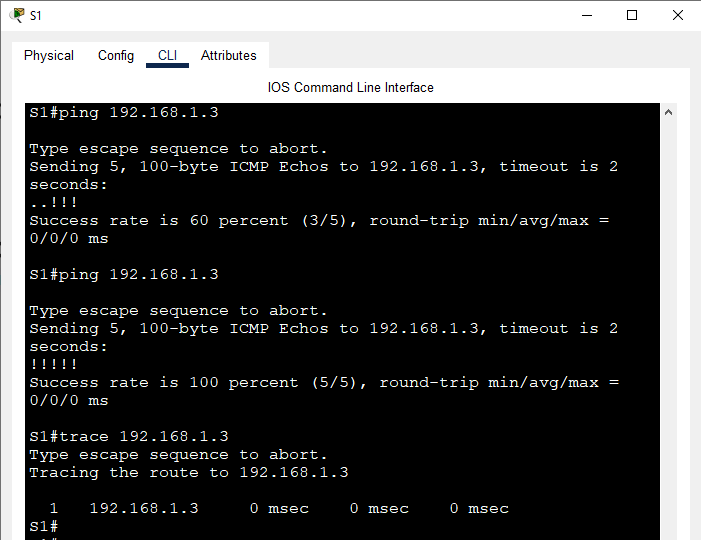 S1
Physical Config CLI Attributes
IOS Command Line Interface
S1#ping 192.168.1.3
Type escape sequence to abort.
Sending 5, 100-byte ICMP Echos to 192.168.1.3, timeout is 2
seconds:
..!!!
Success rate is 60 percent (3/5), round-trip min/avg/max =
0/0/0 ms
S1#ping 192.168.1.3
Type escape sequence to abort.
Sending 5, 100-byte ICMP Echos to 192.168.1.3, timeout is 2
seconds:
!!!!!
Success rate is 100 percent (5/5), round-trip min/avg/max =
0/0/0 ms
S1#trace 192.168.1.3
Type escape sequence to abort.
Tracing the route to 192.168.1.3
1 192.168.1.3 0 msec 0 msec 0 msec
S1#